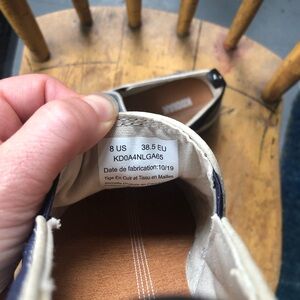 8 US 38.5 EU
KD0A4NLGA65
Date de fabrication: 10/19
Tige En Cuir et Tissu en Mailles